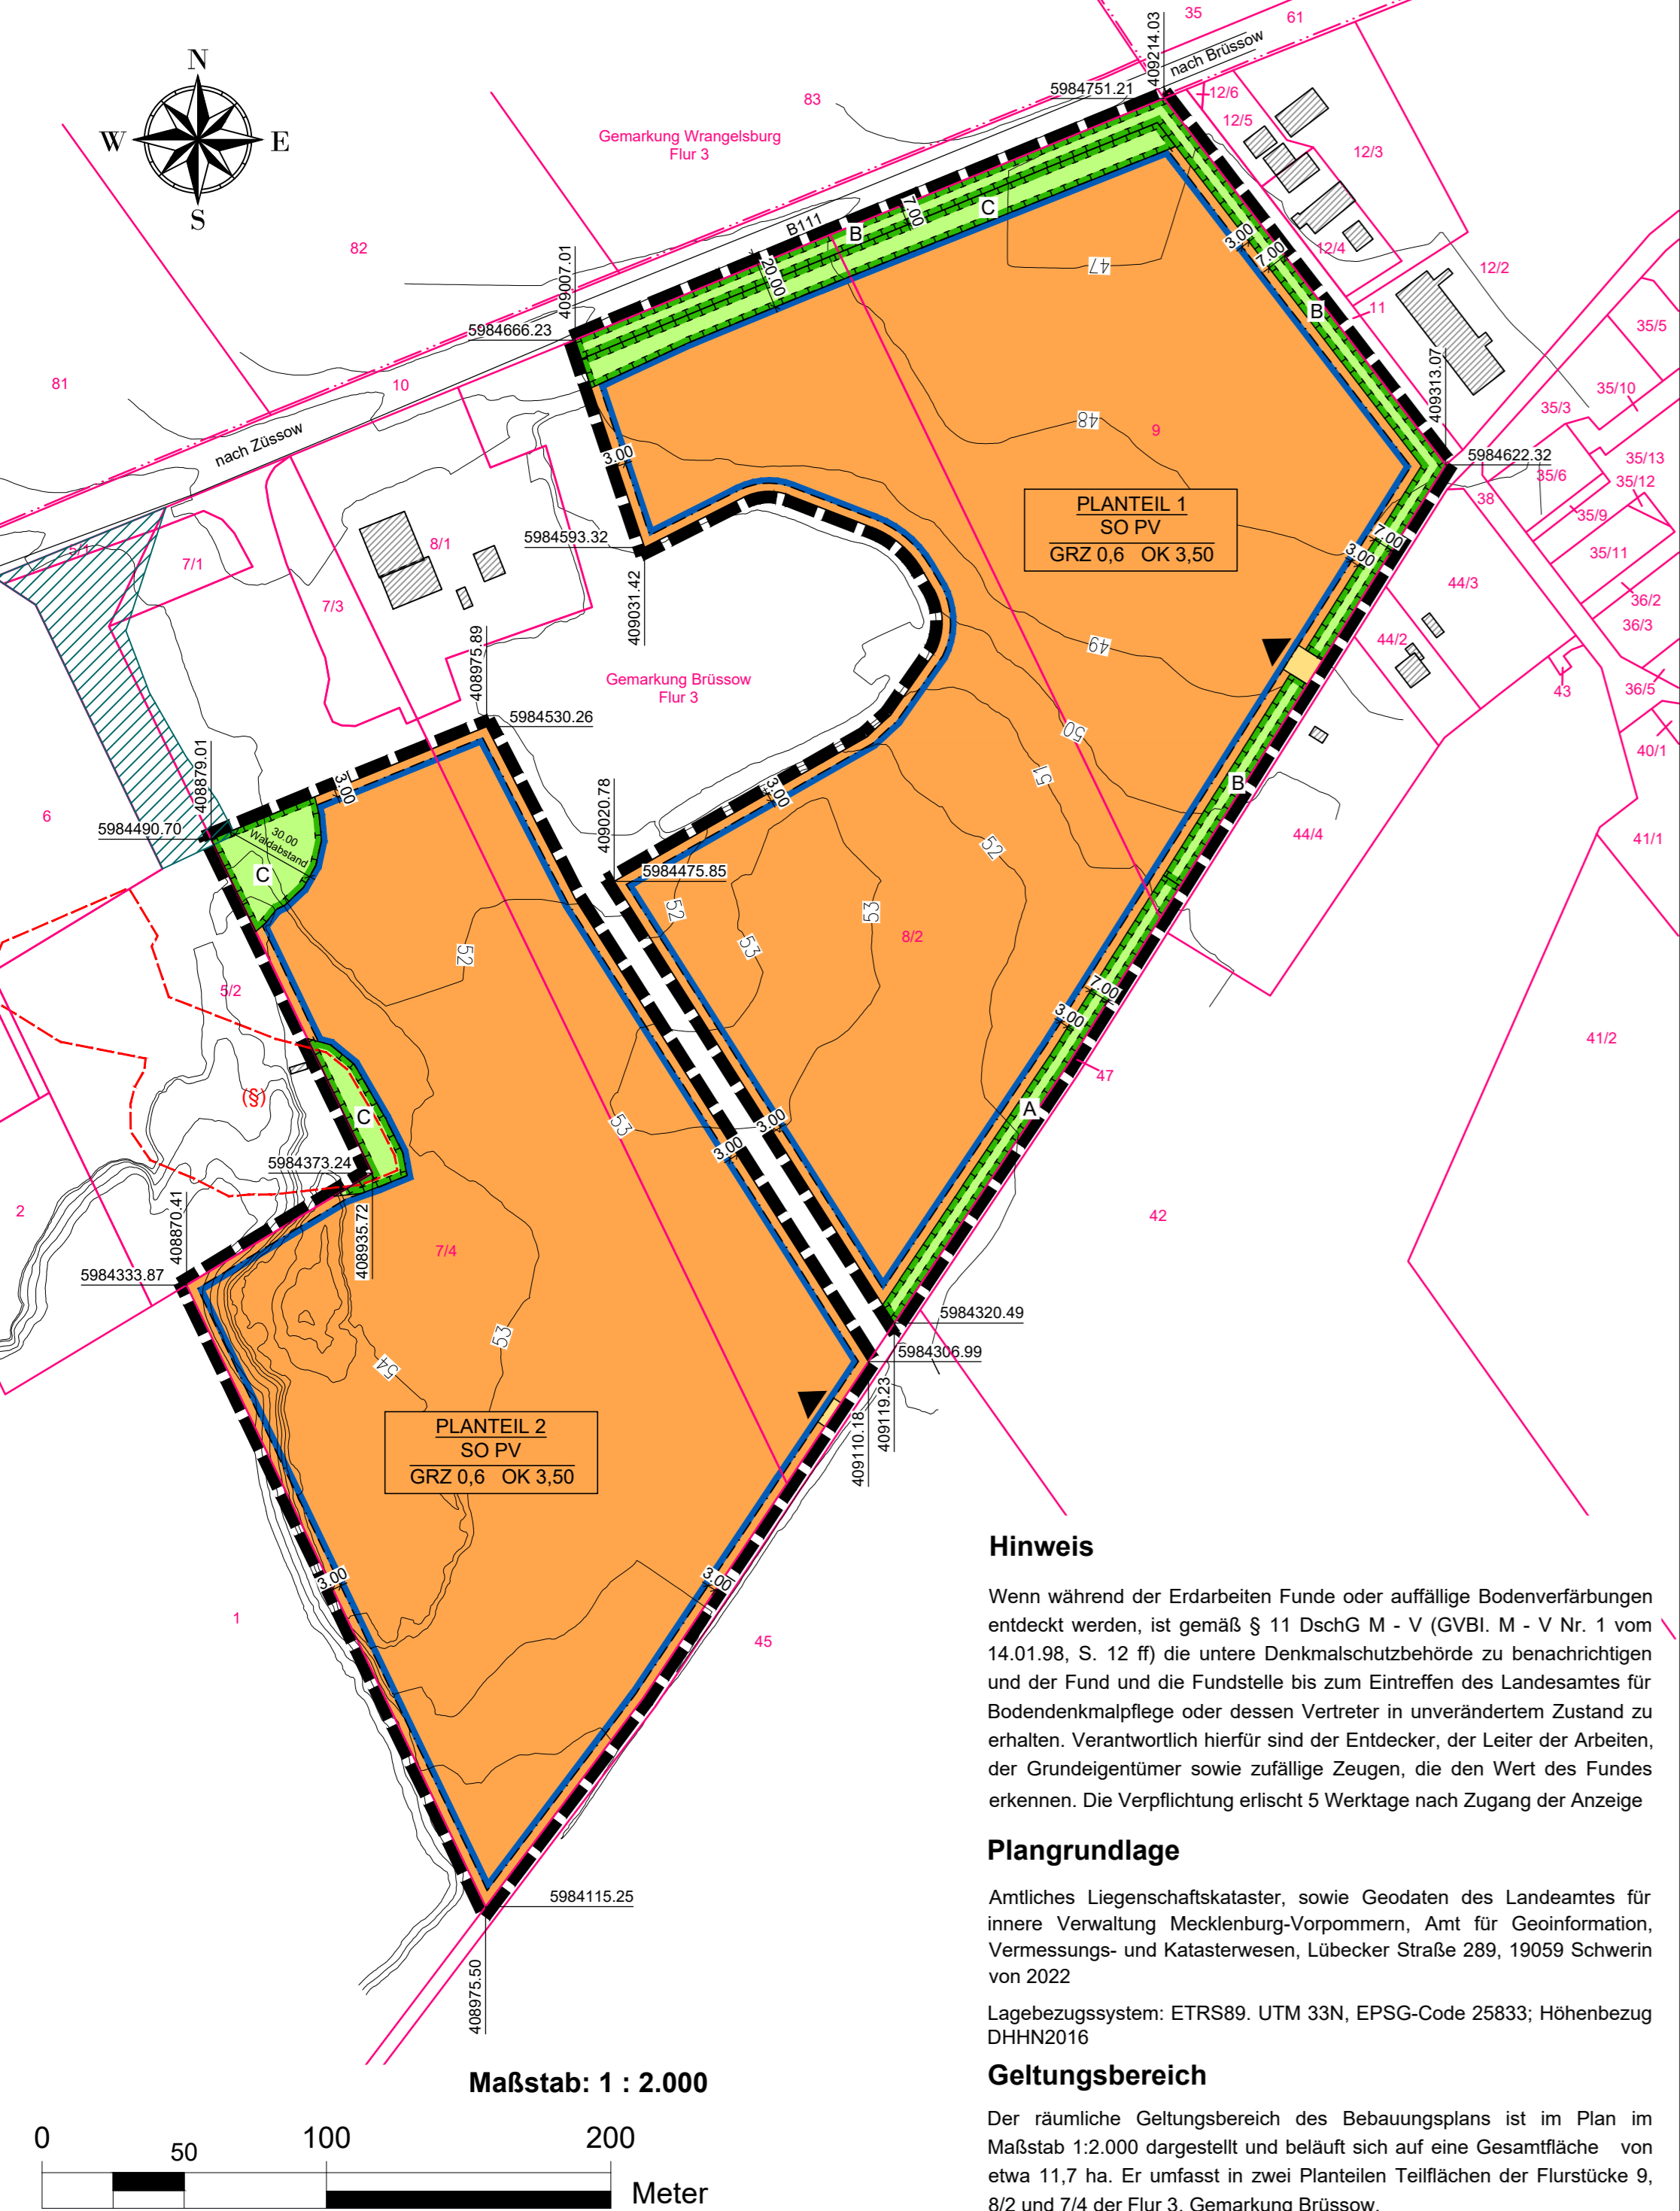 N
W
E
S
35
61
nach Brüssow
409214.03
5984751.21
83
12/6
12/5
12/3
Gemarkung Wrangelsburg
Flur 3
82
B111
7.00
C
B
12/4
12/2
3.00
7.00
409007.01
20.00
47
B
11
35/5
5984666.23
81
10
409313.07
35/10
35/3
nach Züssow
3.00
48
9
5984622.32
35/13
35/6
35/12
38
PLANTEIL 1
SO PV
GRZ 0,6 OK 3,50
35/9
7.00
3.00
35/11
5984593.32
8/1
5/1
7/1
44/3
36/2
7/3
409031.42
36/3
44/2
49
408975.89
Gemarkung Brüssow
Flur 3
43
36/5
5984530.26
50
40/1
408879.01
3.00
51
3.00
B
6
409020.78
5984490.70
30.00
Waldabstand
52
44/4
41/1
C
5984475.85
52
53
53
8/2
52
5/2
7.00
3.00
41/2
47
(§)
C
53
3.00
3.00
A
5984373.24
408870.41
408935.72
2
42
7/4
5984333.87
5984320.49
53
5984306.99
54
409119.23
409110.18
PLANTEIL 2
SO PV
GRZ 0,6 OK 3,50
3.00
3.00
1
45
5984115.25
408975.50
Hinweis
Wenn während der Erdarbeiten Funde oder auffällige Bodenverfärbungen
entdeckt werden, ist gemäß § 11 DschG M - V (GVBl. M - V Nr. 1 vom
14.01.98, S. 12 ff) die untere Denkmalschutzbehörde zu benachrichtigen
und der Fund und die Fundstelle bis zum Eintreffen des Landesamtes für
Bodendenkmalpflege oder dessen Vertreter in unverändertem Zustand zu
erhalten. Verantwortlich hierfür sind der Entdecker, der Leiter der Arbeiten,
der Grundeigentümer sowie zufällige Zeugen, die den Wert des Fundes
erkennen. Die Verpflichtung erlischt 5 Werktage nach Zugang der Anzeige
Plangrundlage
Amtliches Liegenschaftskataster, sowie Geodaten des Landeamtes für
innere Verwaltung Mecklenburg-Vorpommern, Amt für Geoinformation,
Vermessungs- und Katasterwesen, Lübecker Straße 289, 19059 Schwerin
von 2022
Lagebezugssystem: ETRS89. UTM 33N, EPSG-Code 25833; Höhenbezug
DHHN2016
Geltungsbereich
Der räumliche Geltungsbereich des Bebauungsplans ist im Plan im
Maßstab 1:2.000 dargestellt und beläuft sich auf eine Gesamtfläche von
etwa 11,7 ha. Er umfasst in zwei Planteilen Teilflächen der Flurstücke 9,
8/2 und 7/4 der Flur 3, Gemarkung Brüssow.
Maßstab: 1 : 2.000
0
50
100
200
Meter